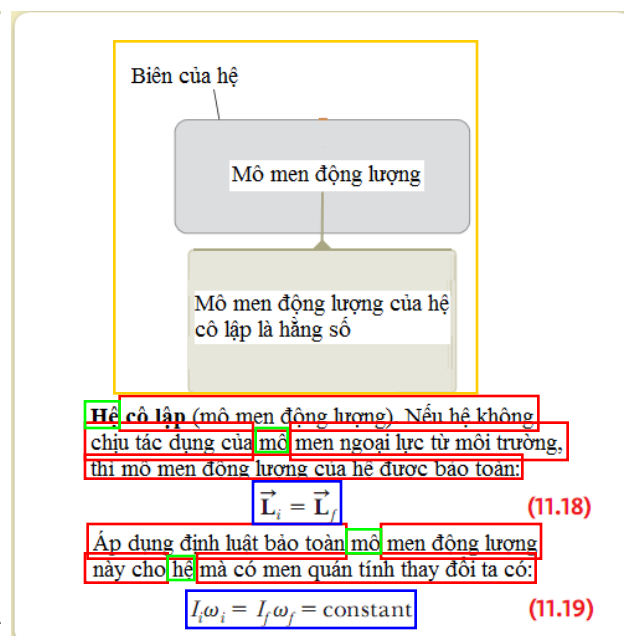 Biên của hệ
Mô men động lượng
Mô men động lượng của hệ
cô lập là hằng số
Hệ cô lập (mô men động lượng). Nếu hệ không
chịu tác dụng của mô men ngoại lực từ môi trường,
thì mô men động lượng của hệ được bảo toàn:
L⃗ᵢ = L⃗_f (11.18)
Áp dụng định luật bảo toàn mô men động lượng
này cho hệ mà có men quán tính thay đổi ta có:
Iᵢωᵢ = I_fω_f = constant (11.19)